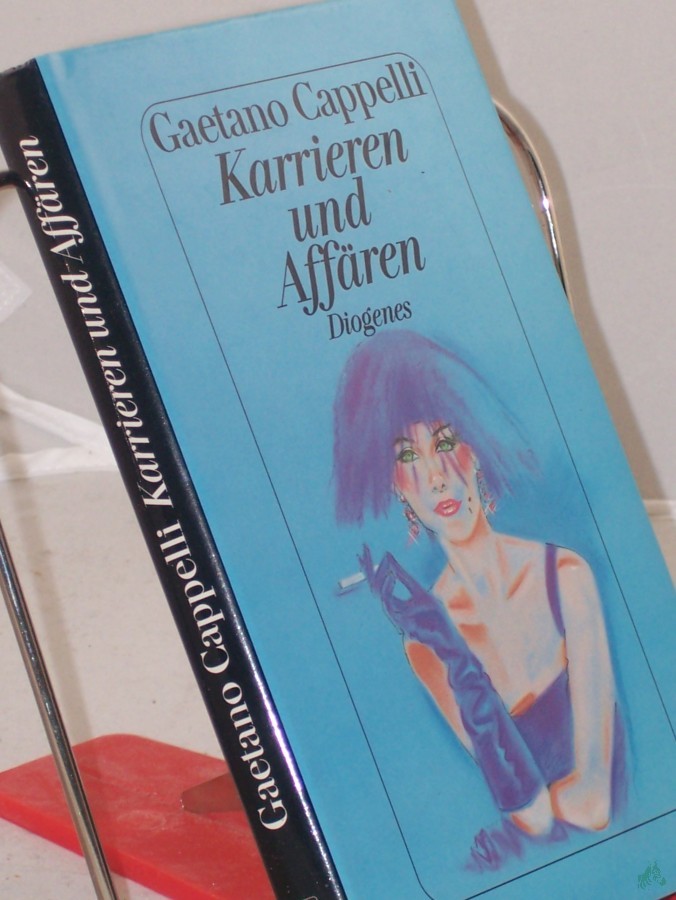 Gaetano Cappelli
Karrieren
und
Affären
Diogenes
Gaetano Cappelli Karrieren und Affären